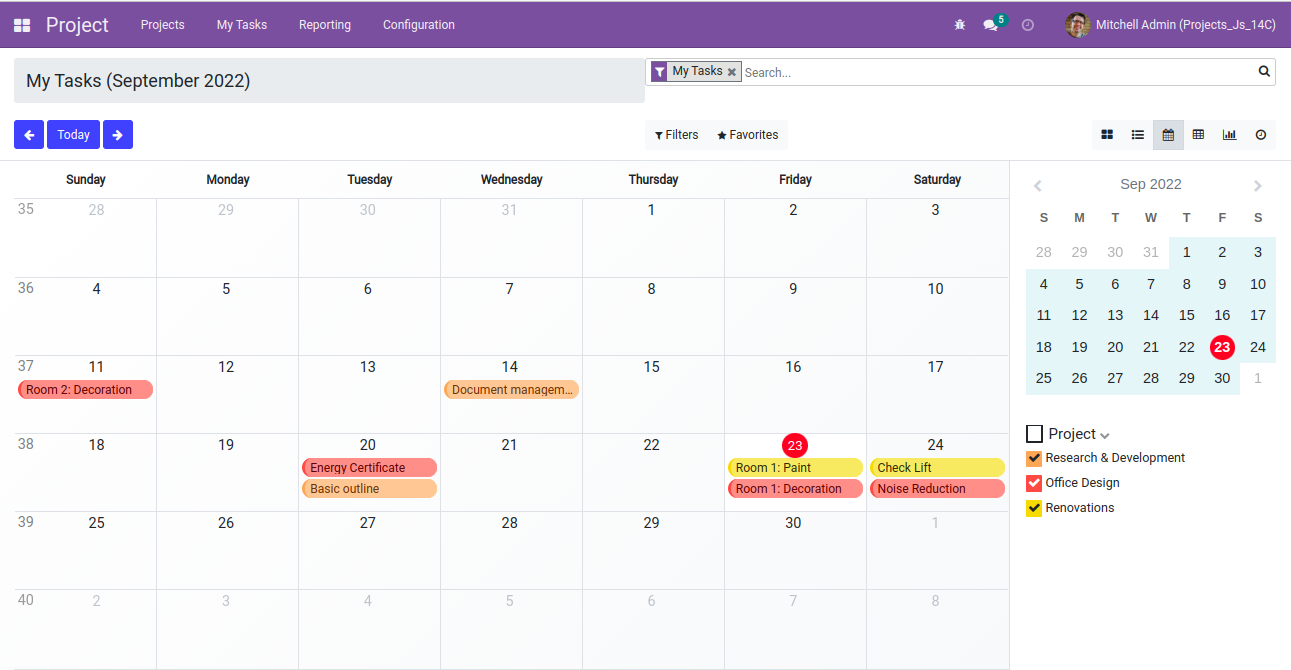 Project Projects My Tasks Reporting Configuration 5 Mitchell Admin (Projects_Js_14C)
My Tasks (September 2022) My Tasks Search...
Today Filters Favorites
Sunday Monday Tuesday Wednesday Thursday Friday Saturday
35 28 29 30 31 1 2 3
36 4 5 6 7 8 9 10
37 11 12 13 14 15 16 17
Room 2: Decoration Document managem...
38 18 19 20 21 22 23 24
Energy Certificate Room 1: Paint Check Lift
Basic outline Room 1: Decoration Noise Reduction
39 25 26 27 28 29 30 1
40 2 3 4 5 6 7 8
Sep 2022
S M T W T F S
28 29 30 31 1 2 3
4 5 6 7 8 9 10
11 12 13 14 15 16 17
18 19 20 21 22 23 24
25 26 27 28 29 30 1
Project
Research & Development
Office Design
Renovations